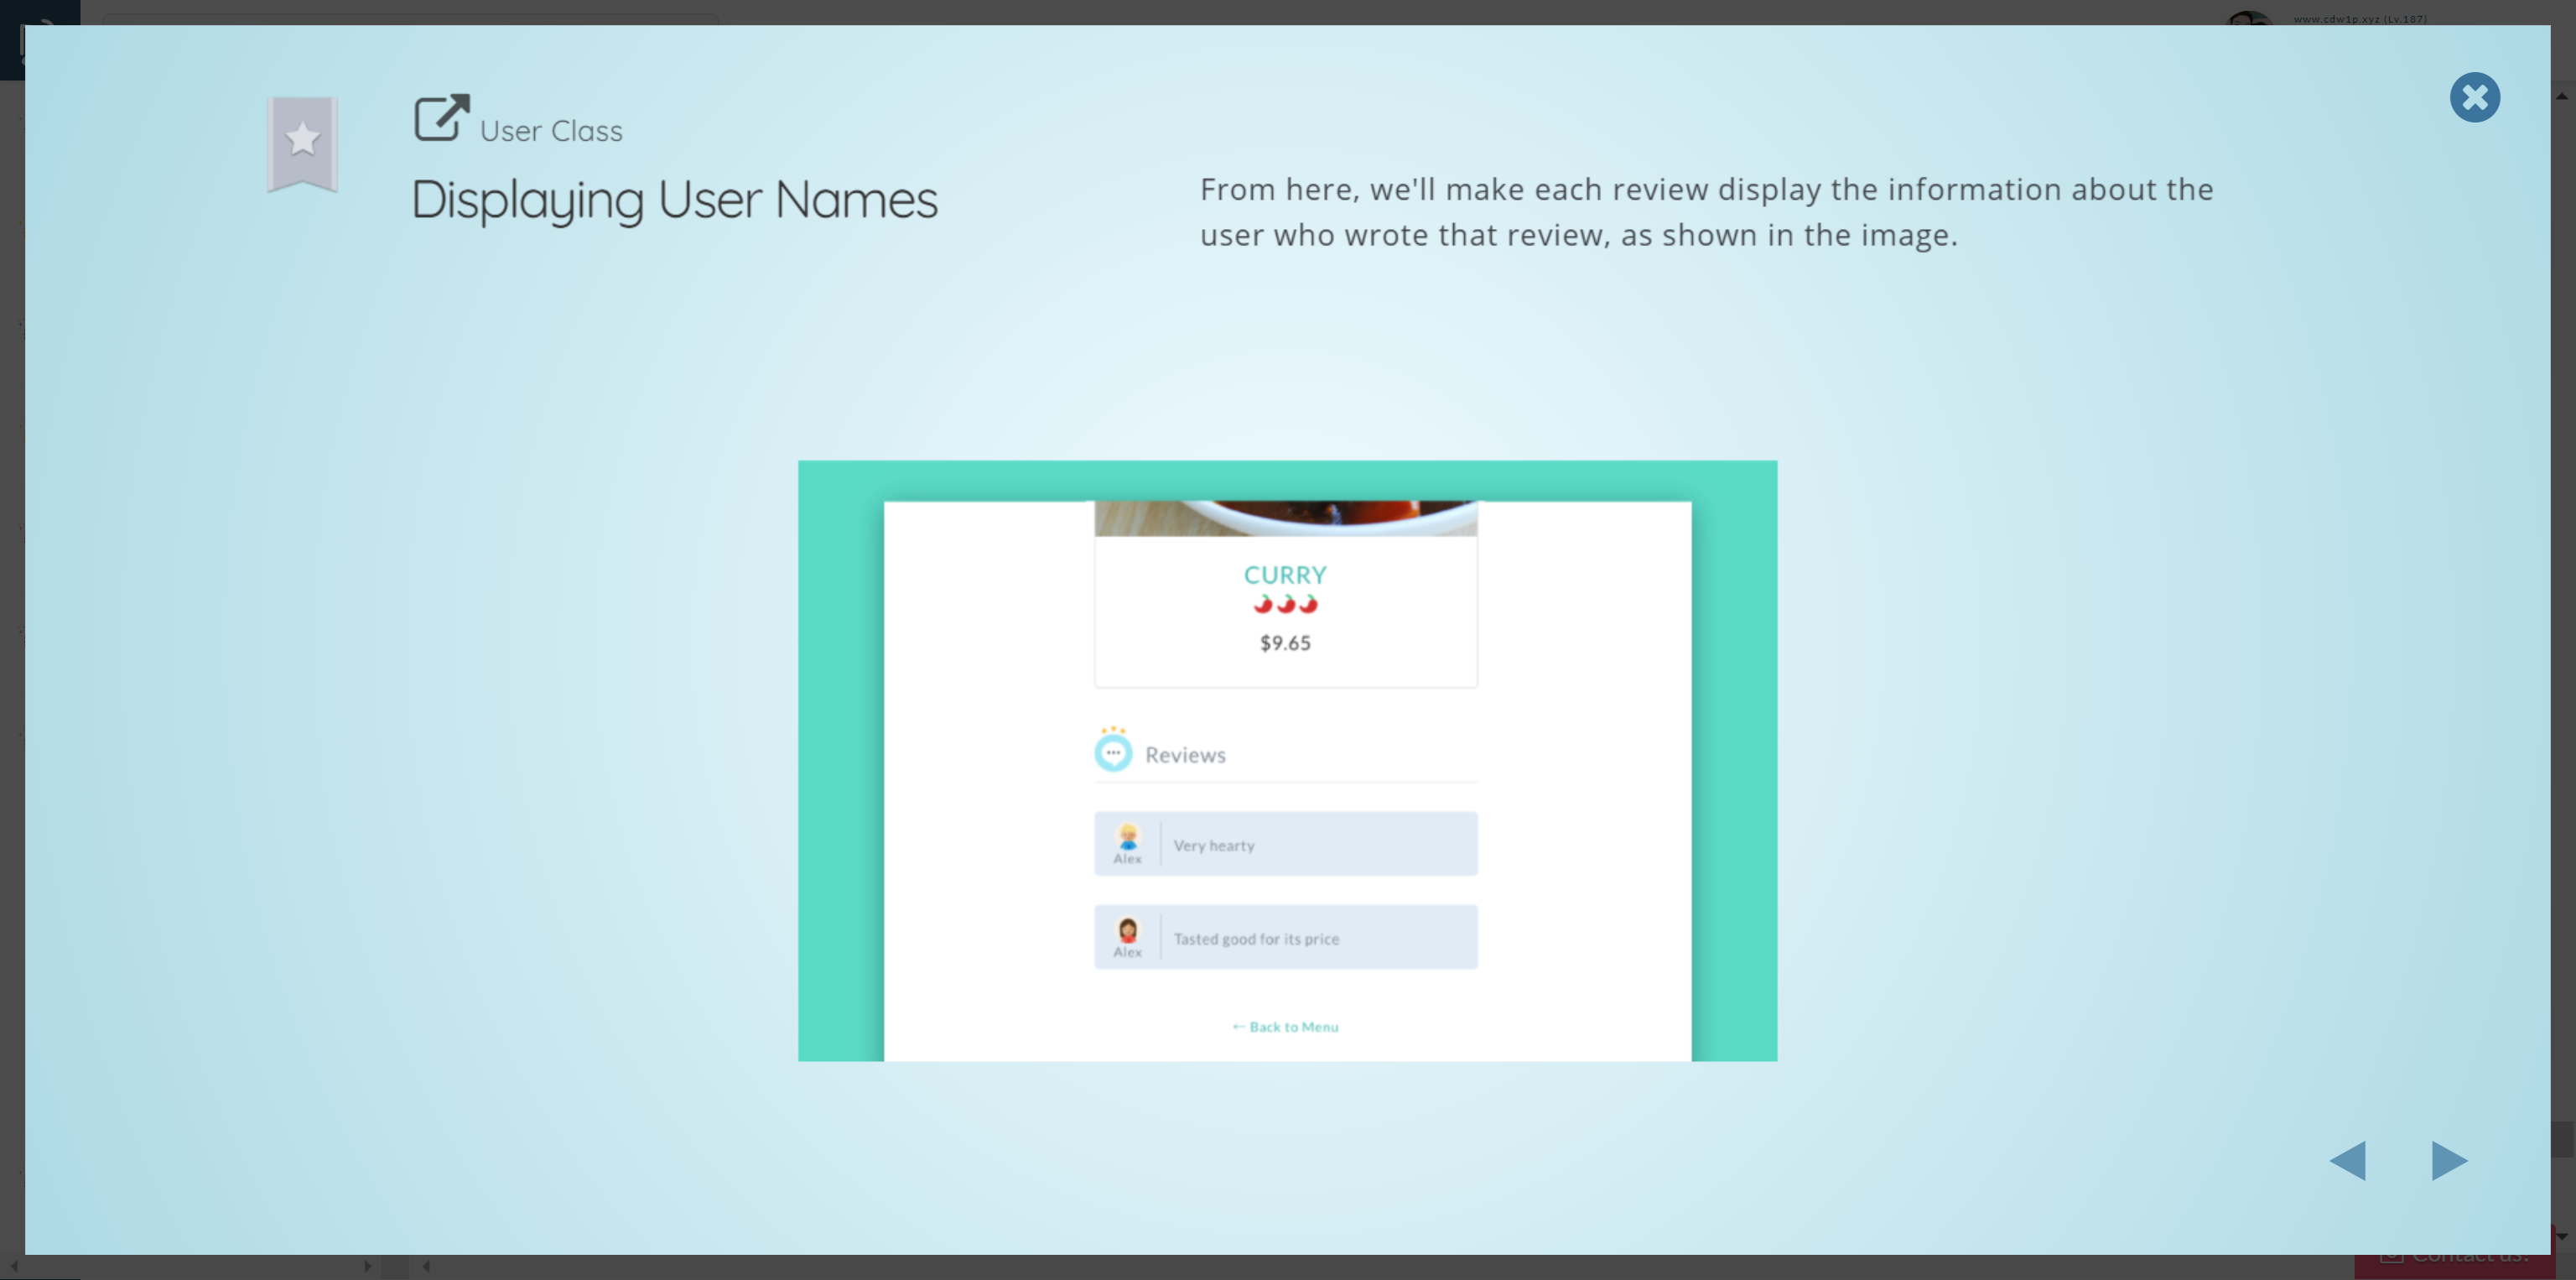 www.cdw1p.xyz (Lv.187)
User Class
Displaying User Names
From here, we'll make each review display the information about the
user who wrote that review, as shown in the image.
CURRY
$9.65
Reviews
Alex
Very hearty
Alex
Tasted good for its price
← Back to Menu
Contact us!